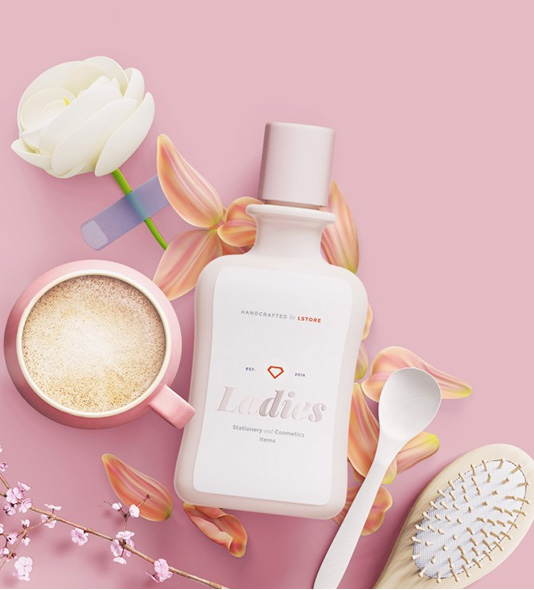 HANDCRAFTED by LSTORE
EST. 2016
Ladies
Stationery and Cosmetics
Items